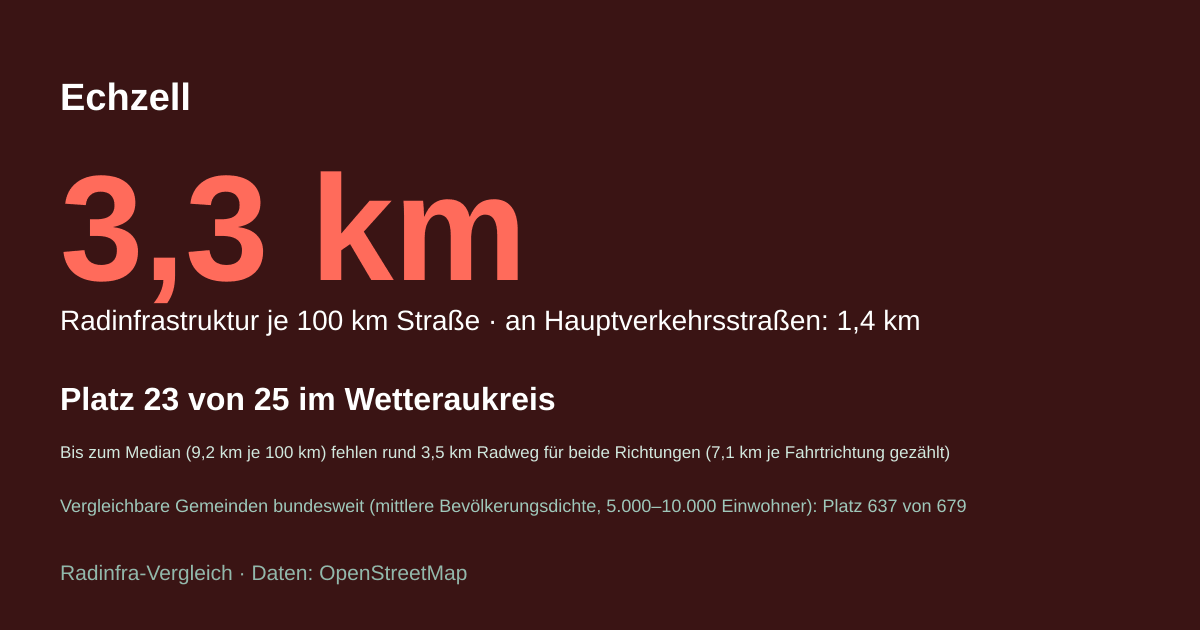 Echzell
3,3 km
Radinfrastruktur je 100 km Straße · an Hauptverkehrsstraßen: 1,4 km
Platz 23 von 25 im Wetteraukreis
Bis zum Median (9,2 km je 100 km) fehlen rund 3,5 km Radweg für beide Richtungen (7,1 km je Fahrtrichtung gezählt)
Vergleichbare Gemeinden bundesweit (mittlere Bevölkerungsdichte, 5.000–10.000 Einwohner): Platz 637 von 679
Radinfra-Vergleich · Daten: OpenStreetMap